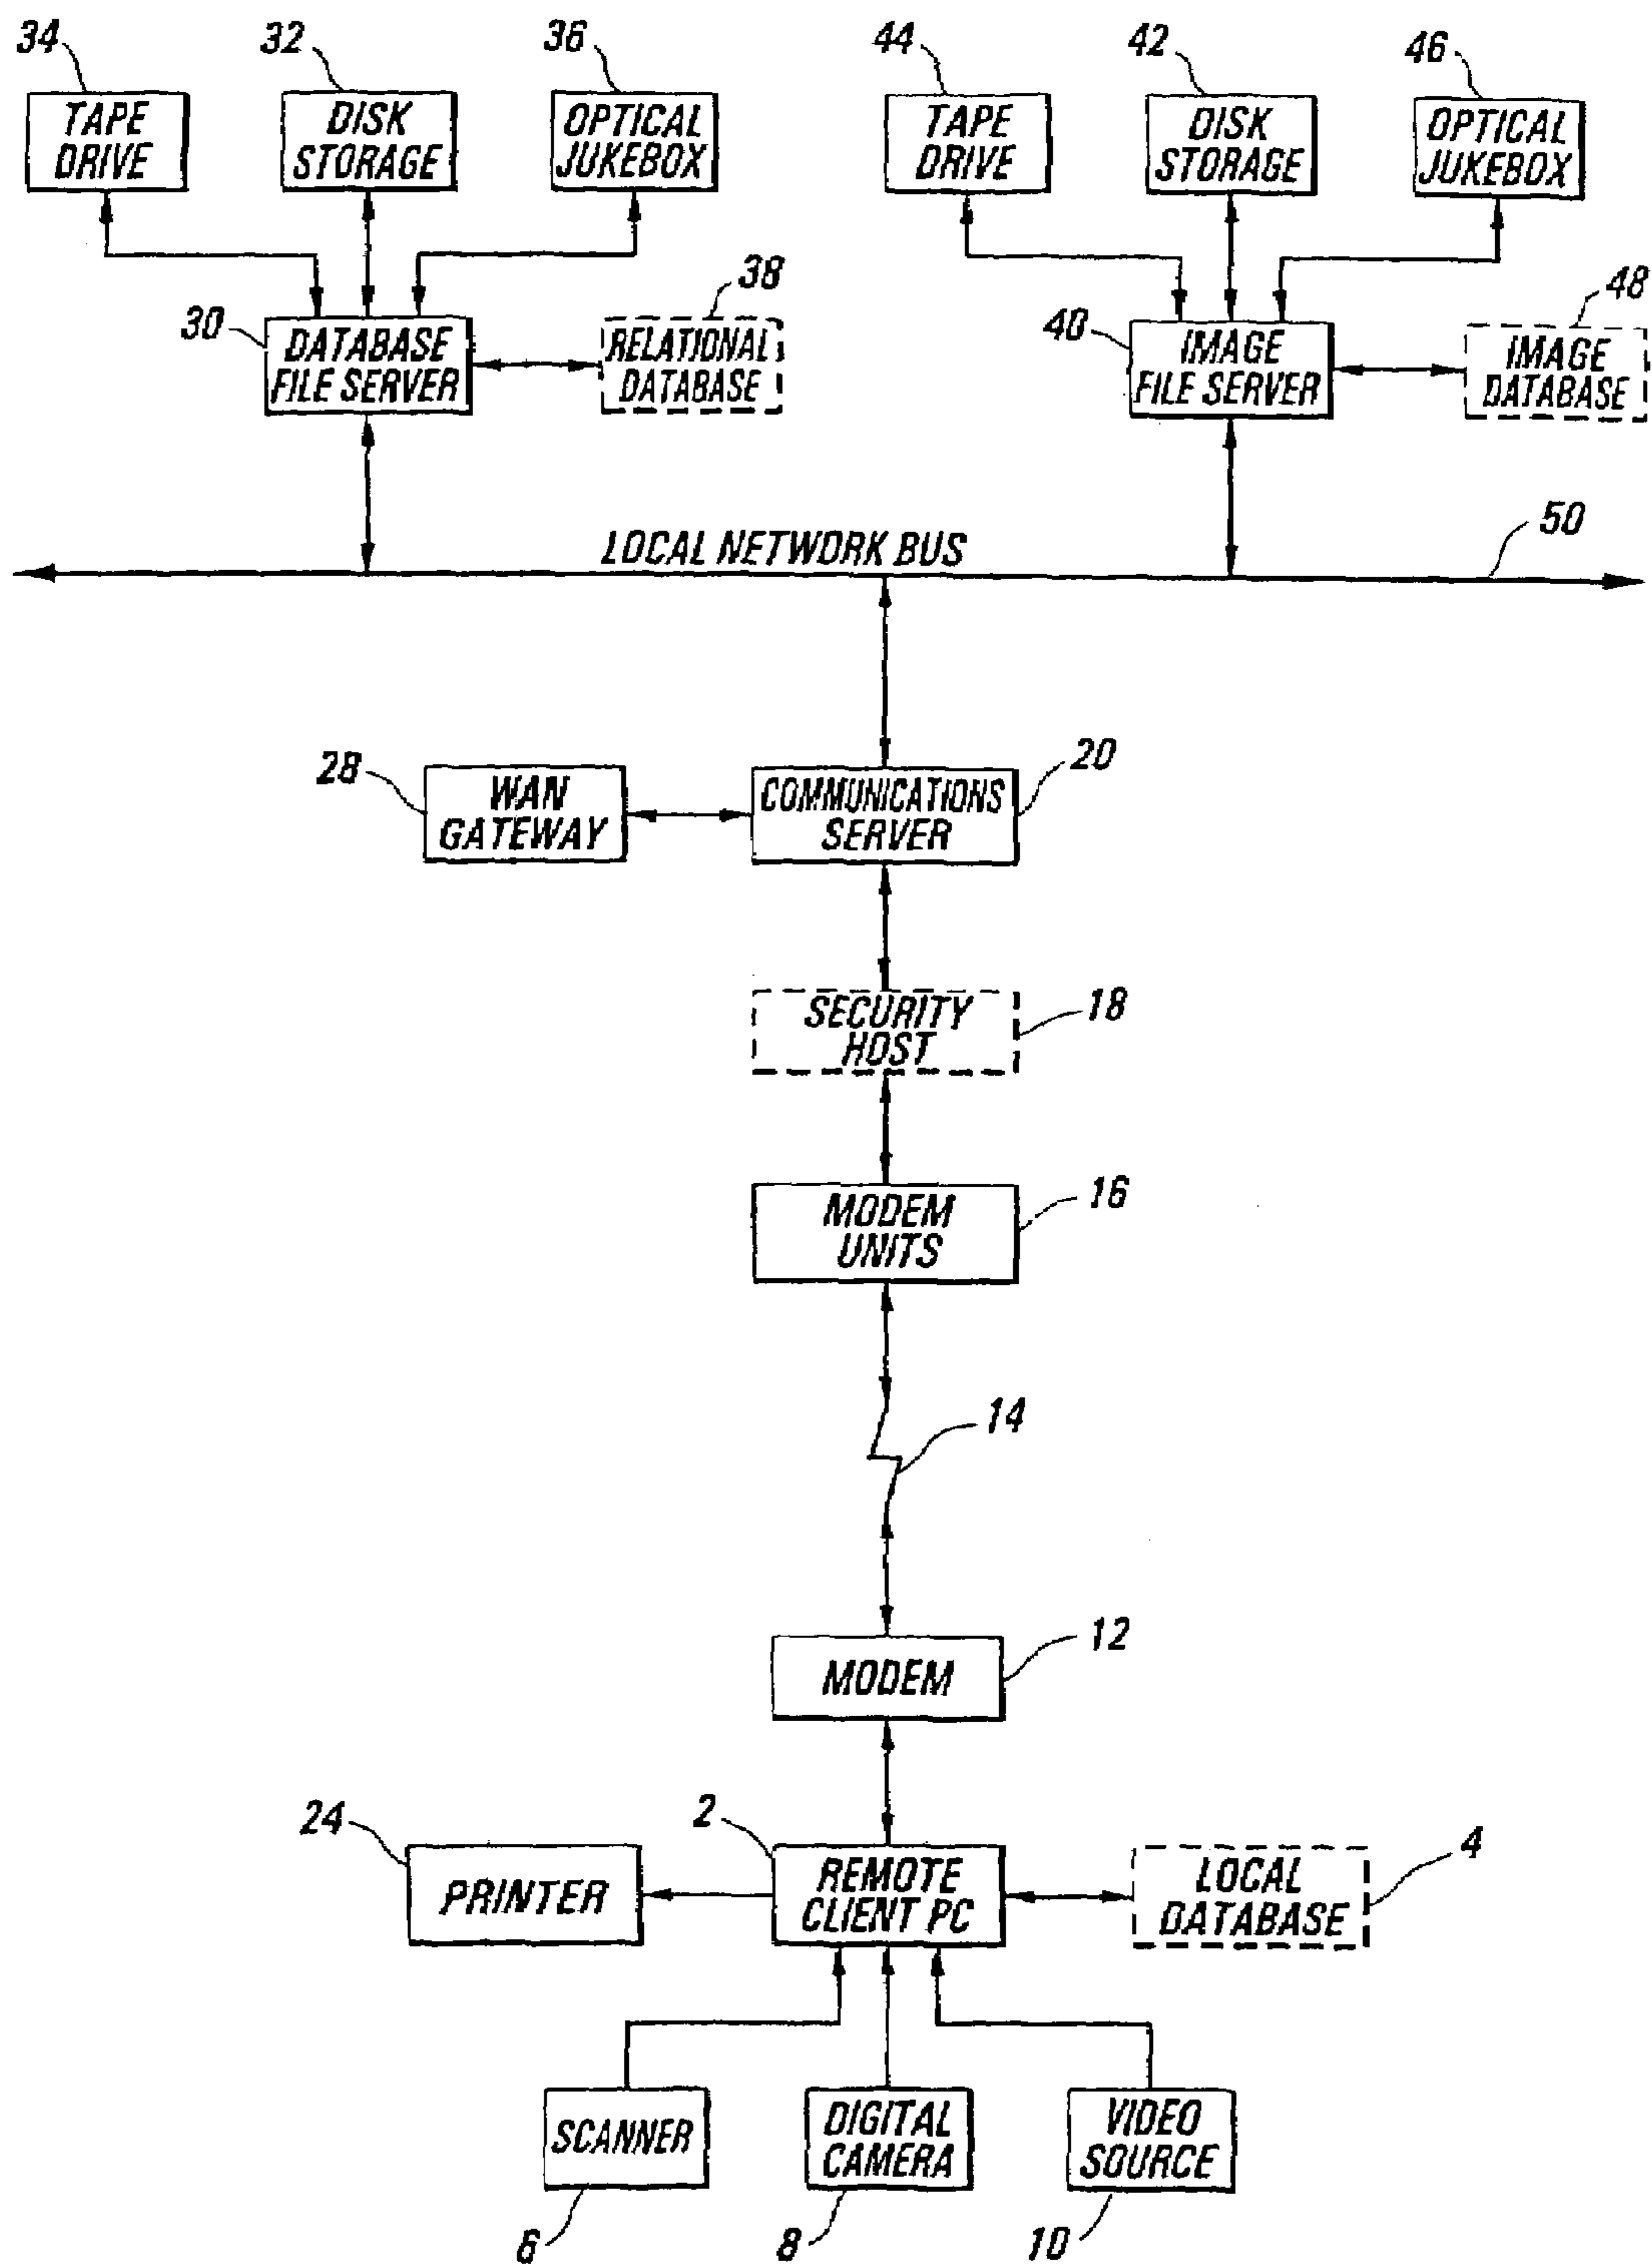 34
32
36
44
42
46
TAPE
DRIVE
DISK
STORAGE
OPTICAL
JUKEBOX
TAPE
DRIVE
DISK
STORAGE
OPTICAL
JUKEBOX
30
DATABASE
FILE SERVER
38
RELATIONAL
DATABASE
40
IMAGE
FILE SERVER
48
IMAGE
DATABASE
LOCAL NETWORK BUS
50
28
WAN
GATEWAY
COMMUNICATIONS
SERVER
20
SECURITY
HOST
18
MODEM
UNITS
16
14
MODEM
12
24
PRINTER
2
REMOTE
CLIENT PC
LOCAL
DATABASE
4
SCANNER
DIGITAL
CAMERA
VIDEO
SOURCE
6
8
10